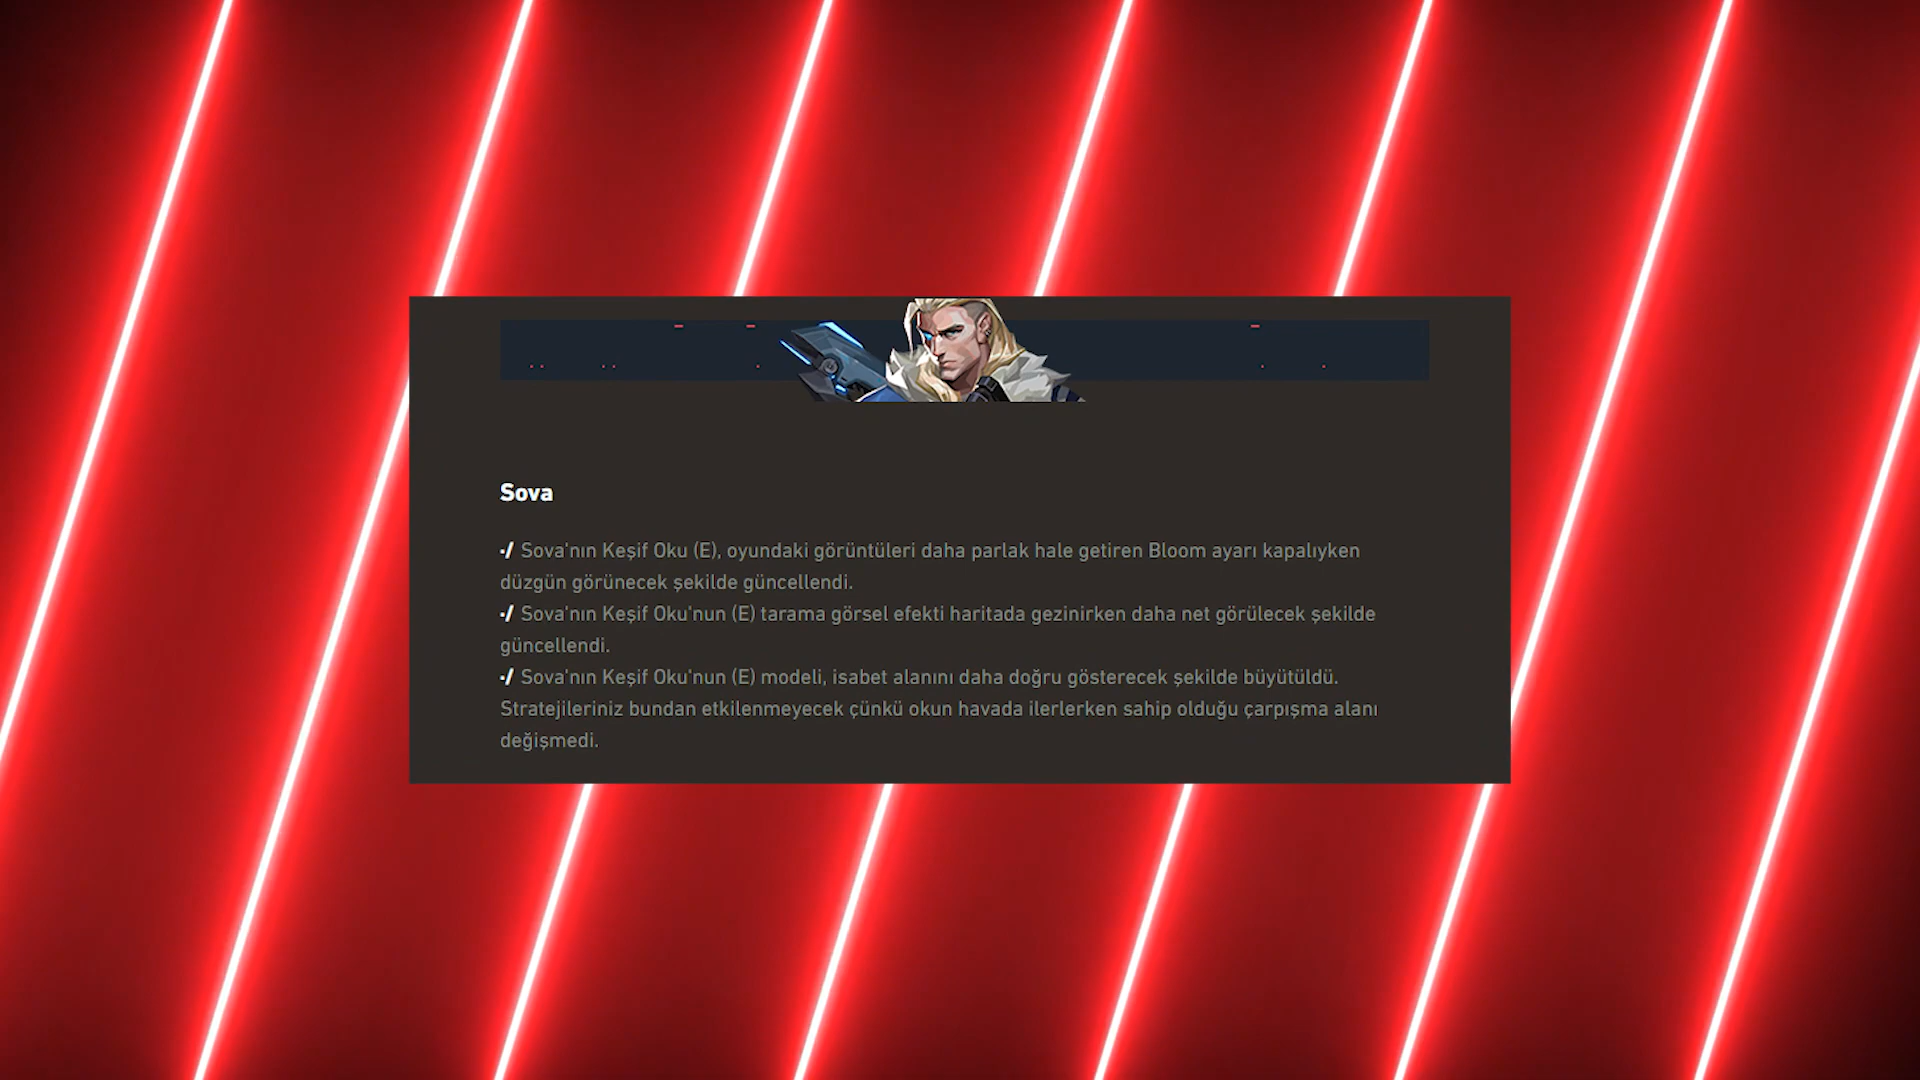 Sova
·/ Sova'nın Keşif Oku (E), oyundaki görüntüleri daha parlak hale getiren Bloom ayarı kapalıyken
düzgün görünecek şekilde güncellendi.
·/ Sova'nın Keşif Oku'nun (E) tarama görsel efekti haritada gezinirken daha net görülecek şekilde
güncellendi.
·/ Sova'nın Keşif Oku'nun (E) modeli, isabet alanını daha doğru gösterecek şekilde büyütüldü.
Stratejileriniz bundan etkilenmeyecek çünkü okun havada ilerlerken sahip olduğu çarpışma alanı
değişmedi.